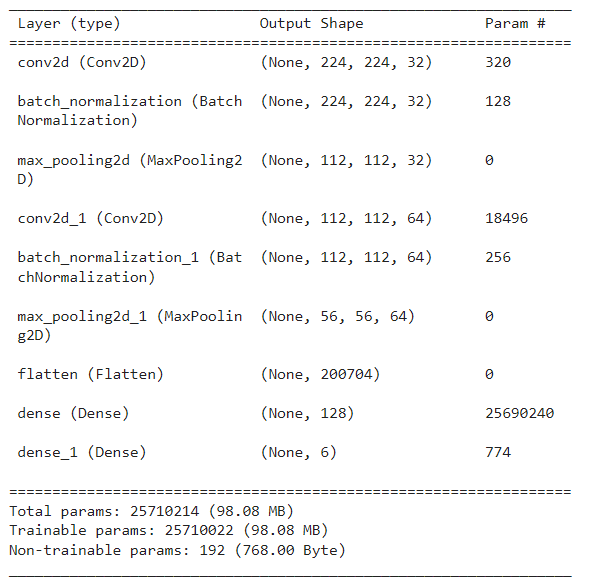 Layer (type) Output Shape Param #
conv2d (Conv2D) (None, 224, 224, 32) 320
batch_normalization (Batch (None, 224, 224, 32) 128
Normalization)
max_pooling2d (MaxPooling2 (None, 112, 112, 32) 0
D)
conv2d_1 (Conv2D) (None, 112, 112, 64) 18496
batch_normalization_1 (Bat (None, 112, 112, 64) 256
chNormalization)
max_pooling2d_1 (MaxPoolin (None, 56, 56, 64) 0
g2D)
flatten (Flatten) (None, 200704) 0
dense (Dense) (None, 128) 25690240
dense_1 (Dense) (None, 6) 774
Total params: 25710214 (98.08 MB)
Trainable params: 25710022 (98.08 MB)
Non-trainable params: 192 (768.00 Byte)